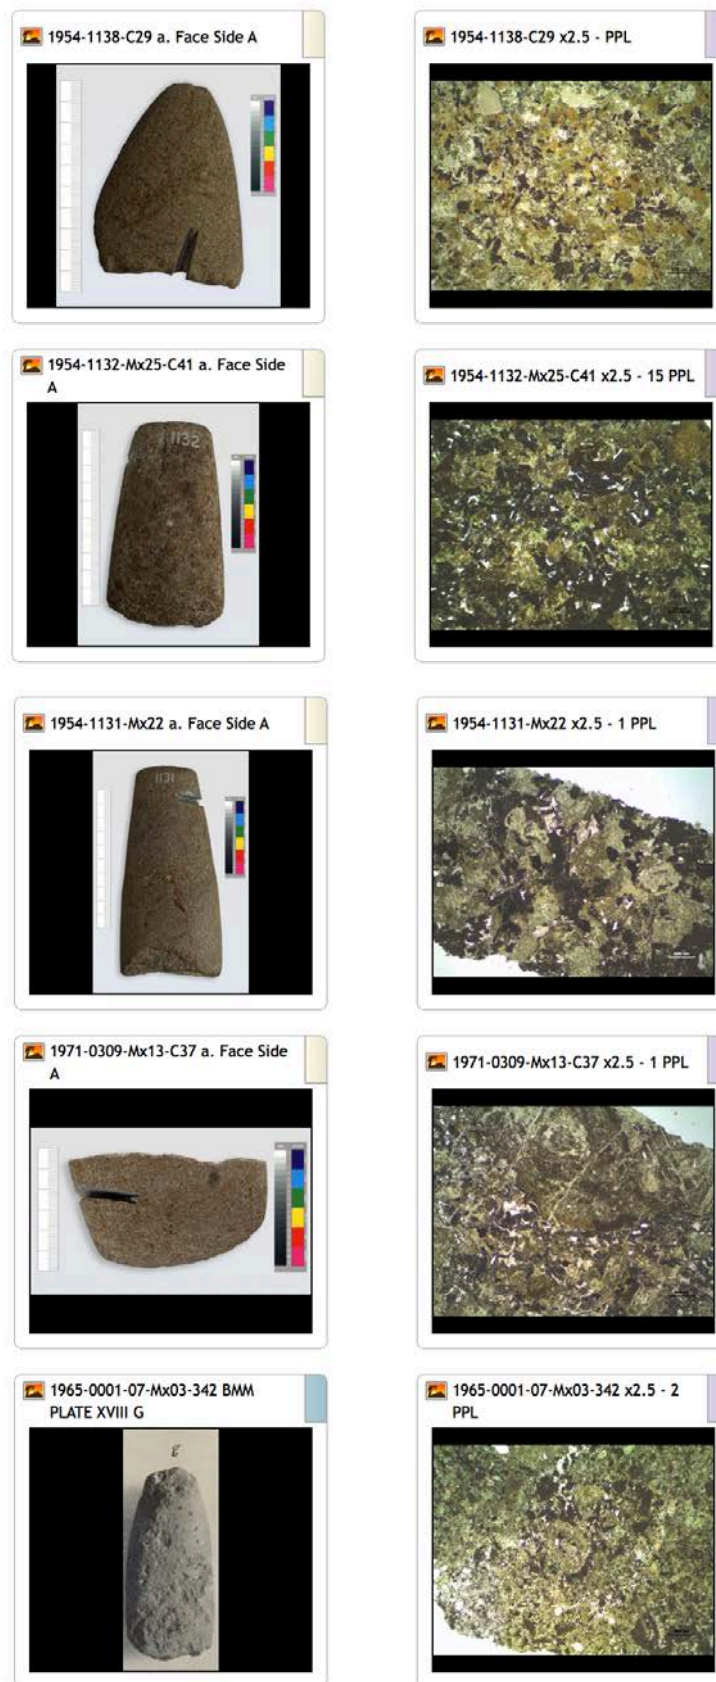 1954-1138-C29 a. Face Side A
1954-1138-C29 x2.5 - PPL
1954-1132-Mx25-C41 a. Face Side
A
1132
1954-1132-Mx25-C41 x2.5 - 15 PPL
1954-1131-Mx22 a. Face Side A
1131
1954-1131-Mx22 x2.5 - 1 PPL
1971-0309-Mx13-C37 a. Face Side
A
1971-0309-Mx13-C37 x2.5 - 1 PPL
1965-0001-07-Mx03-342 BMM
PLATE XVIII G
g
1965-0001-07-Mx03-342 x2.5 - 2
PPL